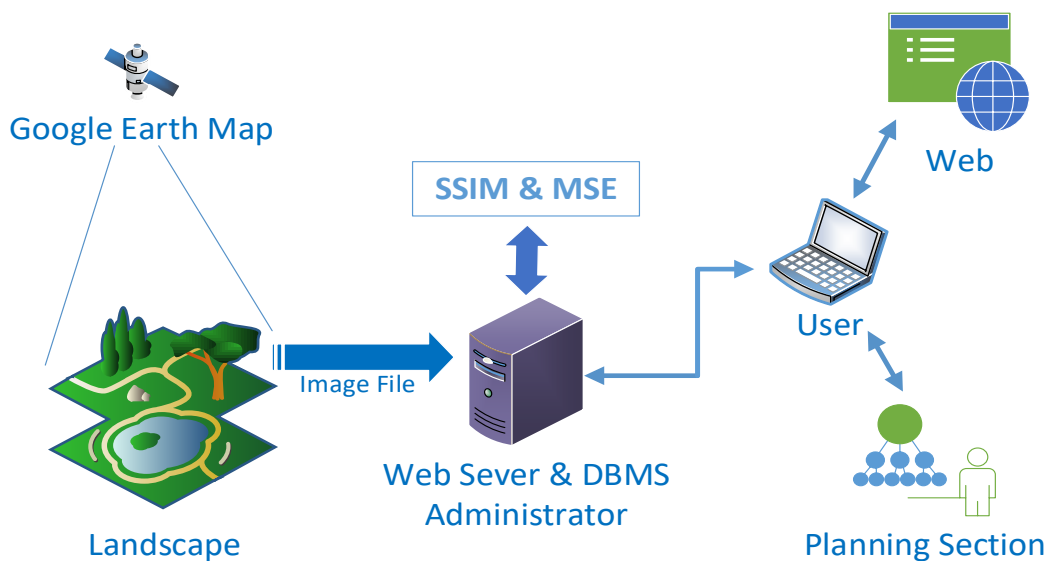 Google Earth Map
SSIM & MSE
Web
User
Image File
Web Sever & DBMS
Administrator
Landscape
Planning Section